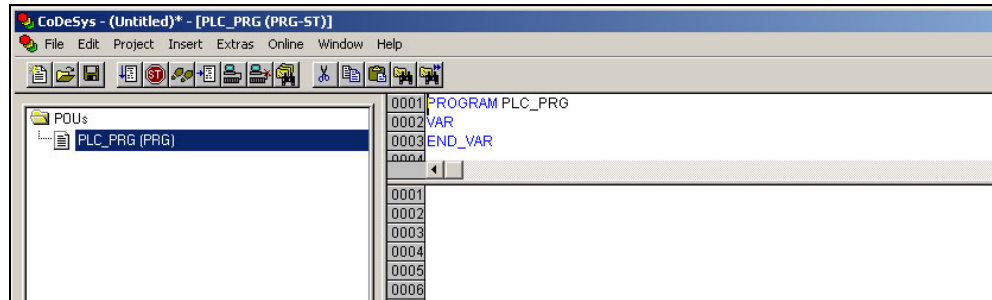 CoDeSys - (Untitled)* - [PLC_PRG (PRG-ST)]
File Edit Project Insert Extras Online Window Help
POUs
PLC_PRG (PRG)
0001 PROGRAM PLC_PRG
0002 VAR
0003 END_VAR
0004
0001
0002
0003
0004
0005
0006